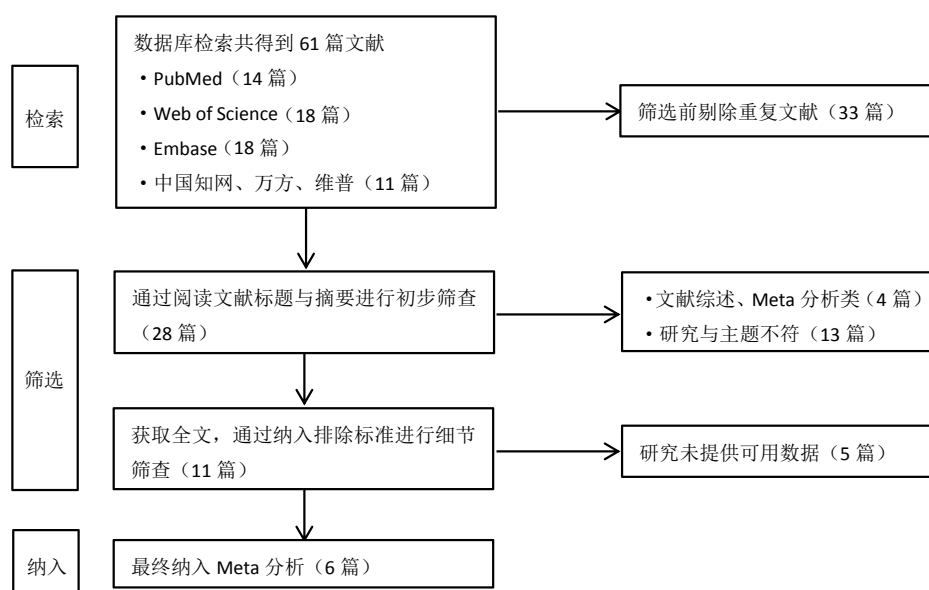 检索
数据库检索共得到 61 篇文献
• PubMed（14 篇）
• Web of Science（18 篇）
• Embase（18 篇）
• 中国知网、万方、维普（11 篇）
筛选前剔除重复文献（33 篇）
筛选
通过阅读文献标题与摘要进行初步筛查
（28 篇）
•文献综述、Meta 分析类（4 篇）
• 研究与主题不符（13 篇）
获取全文，通过纳入排除标准进行细节
筛查（11 篇）
研究未提供可用数据（5 篇）
纳入
最终纳入 Meta 分析（6 篇）